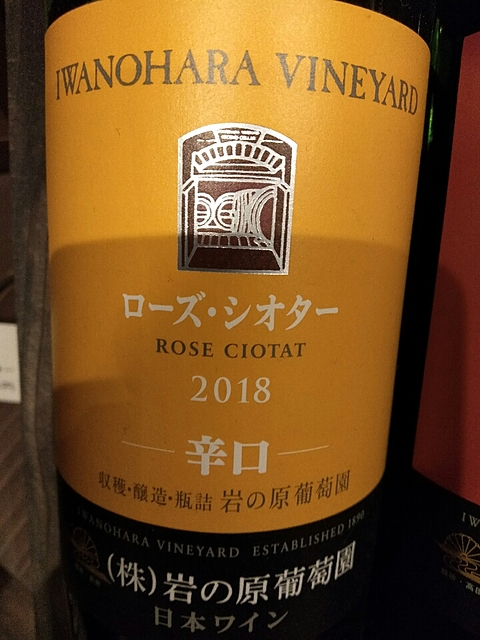 IWANOHARA VINEYARD
ローズ・シオター
ROSE CIOTAT
2018
辛口
収穫・醸造・瓶詰 岩の原葡萄園
IWANOHARA VINEYARD ESTABLISHED 1890
(株)岩の原葡萄園
日本ワイン
IW